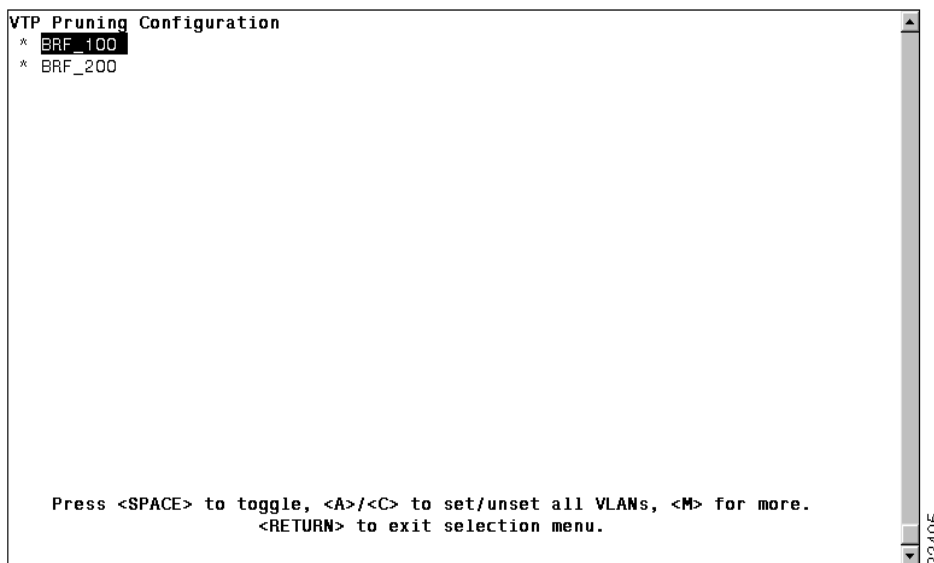 VTP Pruning Configuration
* BRF_100
* BRF_200
Press <SPACE> to toggle, <A>/<C> to set/unset all VLANs, <M> for more.
<RETURN> to exit selection menu.